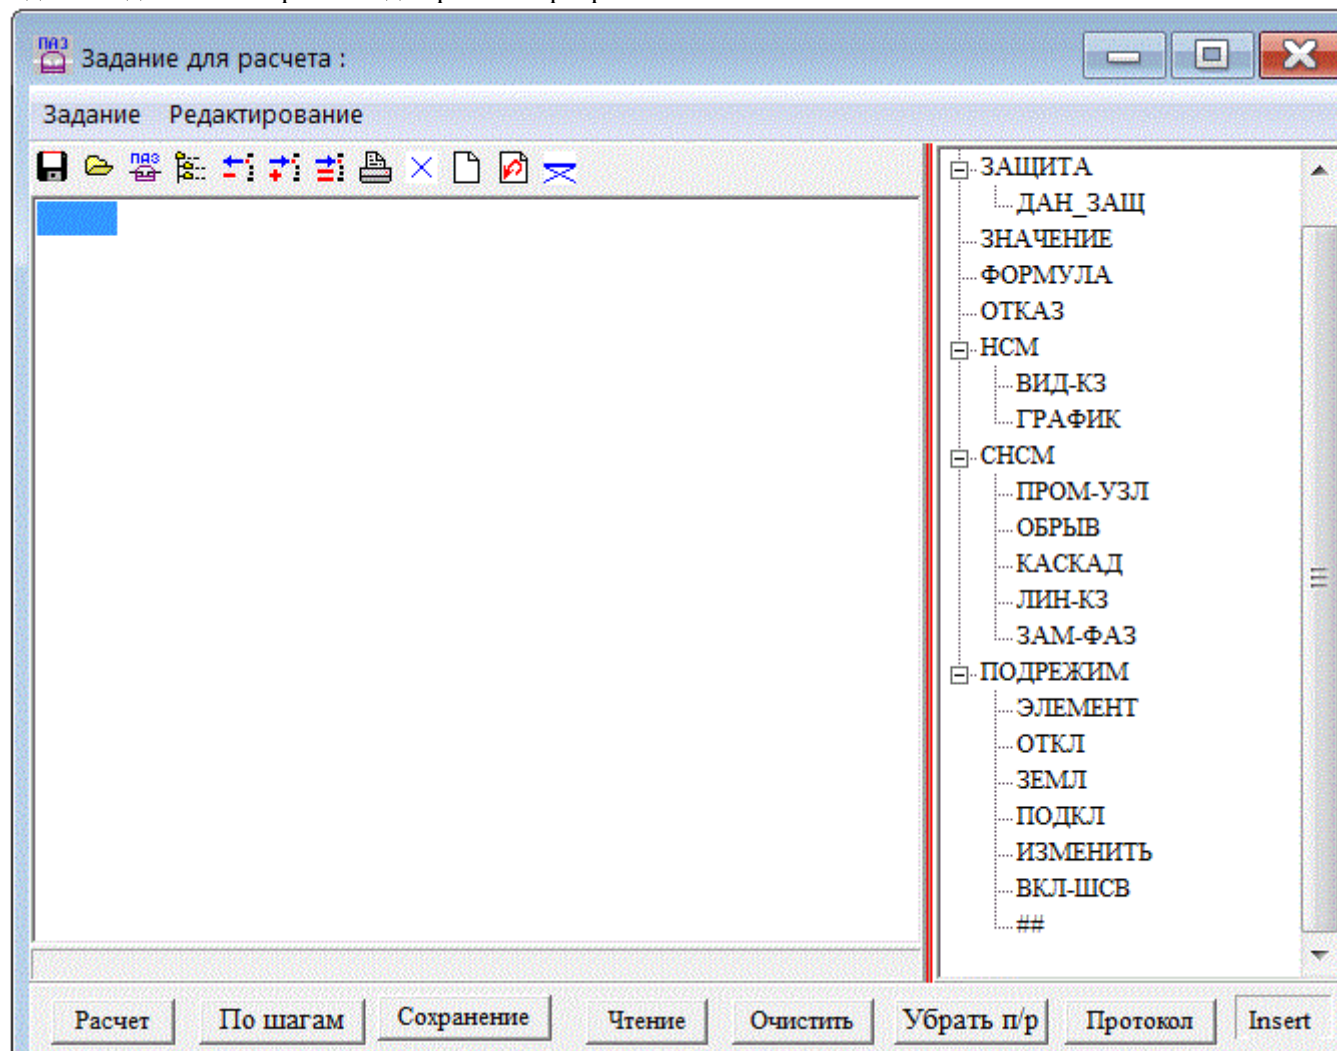 ПАЗ Задание для расчета :
Задание Редактирование
ПАЗ
ЗАЩИТА
ДАН_ЗАЩ
ЗНАЧЕНИЕ
ФОРМУЛА
ОТКАЗ
НСМ
ВИД-КЗ
ГРАФИК
СНСМ
ПРОМ-УЗЛ
ОБРЫВ
КАСКАД
ЛИН-КЗ
ЗАМ-ФАЗ
ПОДРЕЖИМ
ЭЛЕМЕНТ
ОТКЛ
ЗЕМЛ
ПОДКЛ
ИЗМЕНИТЬ
ВКЛ-ШСВ
##
Расчет По шагам Сохранение Чтение Очистить Убрать п/р Протокол Insert